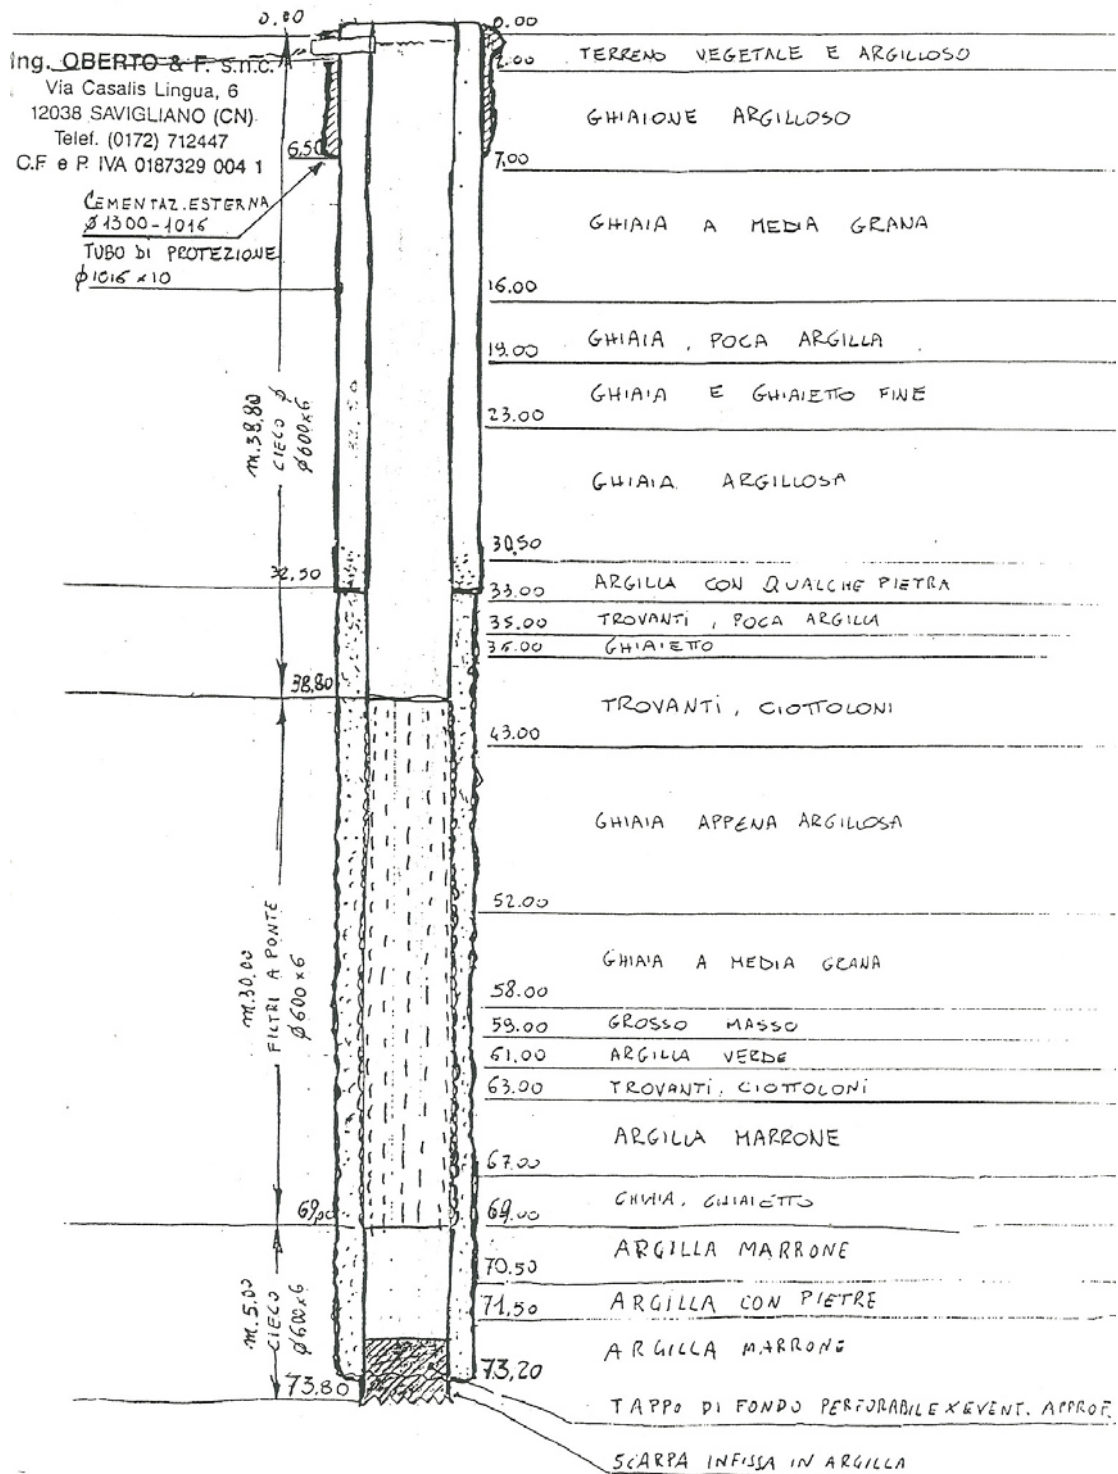 0.00
0.00
Ing. OBERTO & F. s.n.c.
Via Casalis Lingua, 6
12038 SAVIGLIANO (CN)
Telef. (0172) 712447
C.F e P. IVA 0187329 004 1
TERRENO VEGETALE E ARGILLOSO
2.00
GHIAIONE ARGILLOSO
6,50
7,00
CEMENTAZ. ESTERNA
Ø 1300-1016
TUBO DI PROTEZIONE
Ø 1016 x 10
GHIAIA A MEDIA GRANA
16.00
GHIAIA, POCA ARGILLA
19.00
GHIAIA E GHIAIETTO FINE
23.00
m.38,80
CIECO Ø
Ø600x6
GHIAIA ARGILLOSA
30,50
32,50
ARGILLA CON QUALCHE PIETRA
33.00
TROVANTI, POCA ARGILLA
35.00
GHIAIETTO
36.00
38,80
TROVANTI, CIOTTOLONI
43.00
GHIAIA APPENA ARGILLOSA
52.00
m.30,00
FILTRI A PONTE
Ø600x6
GHIAIA A MEDIA GRANA
58.00
GROSSO MASSO
59.00
ARGILLA VERDE
61,00
TROVANTI, CIOTTOLONI
63.00
ARGILLA MARRONE
67.00
GHIAIA, GHIAIETTO
69,00
69.00
ARGILLA MARRONE
70.50
ARGILLA CON PIETRE
71,50
m.5.00
CIECO
Ø600x6
ARGILLA MARRONE
73,20
73,80
TAPPO DI FONDO PERFORABILE X EVENT. APPROF.
SCARPA INFISSA IN ARGILLA